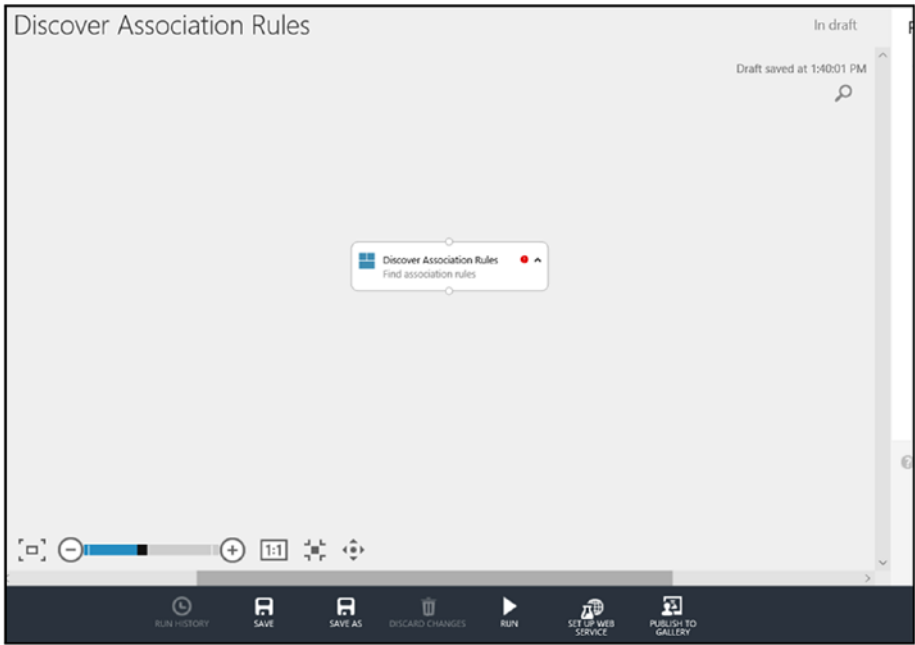 Discover Association Rules
In draft
Draft saved at 1:40:01 PM
Discover Association Rules
Find association rules
1:1
RUN HISTORY
SAVE
SAVE AS
DISCARD CHANGES
RUN
SET UP WEB
SERVICE
PUBLISH TO
GALLERY